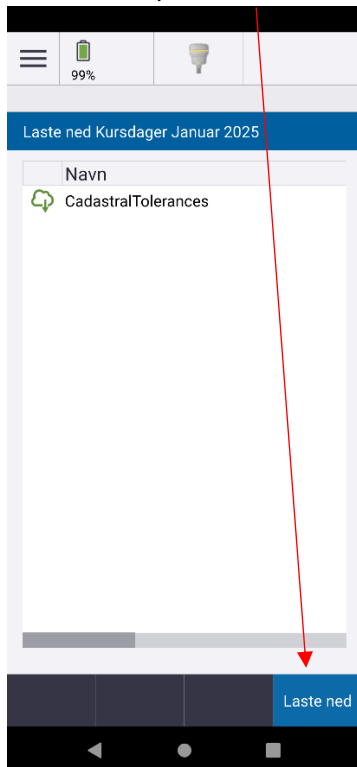 99%
Laste ned Kursdager Januar 2025
Navn
CadastralTolerances
Laste ned